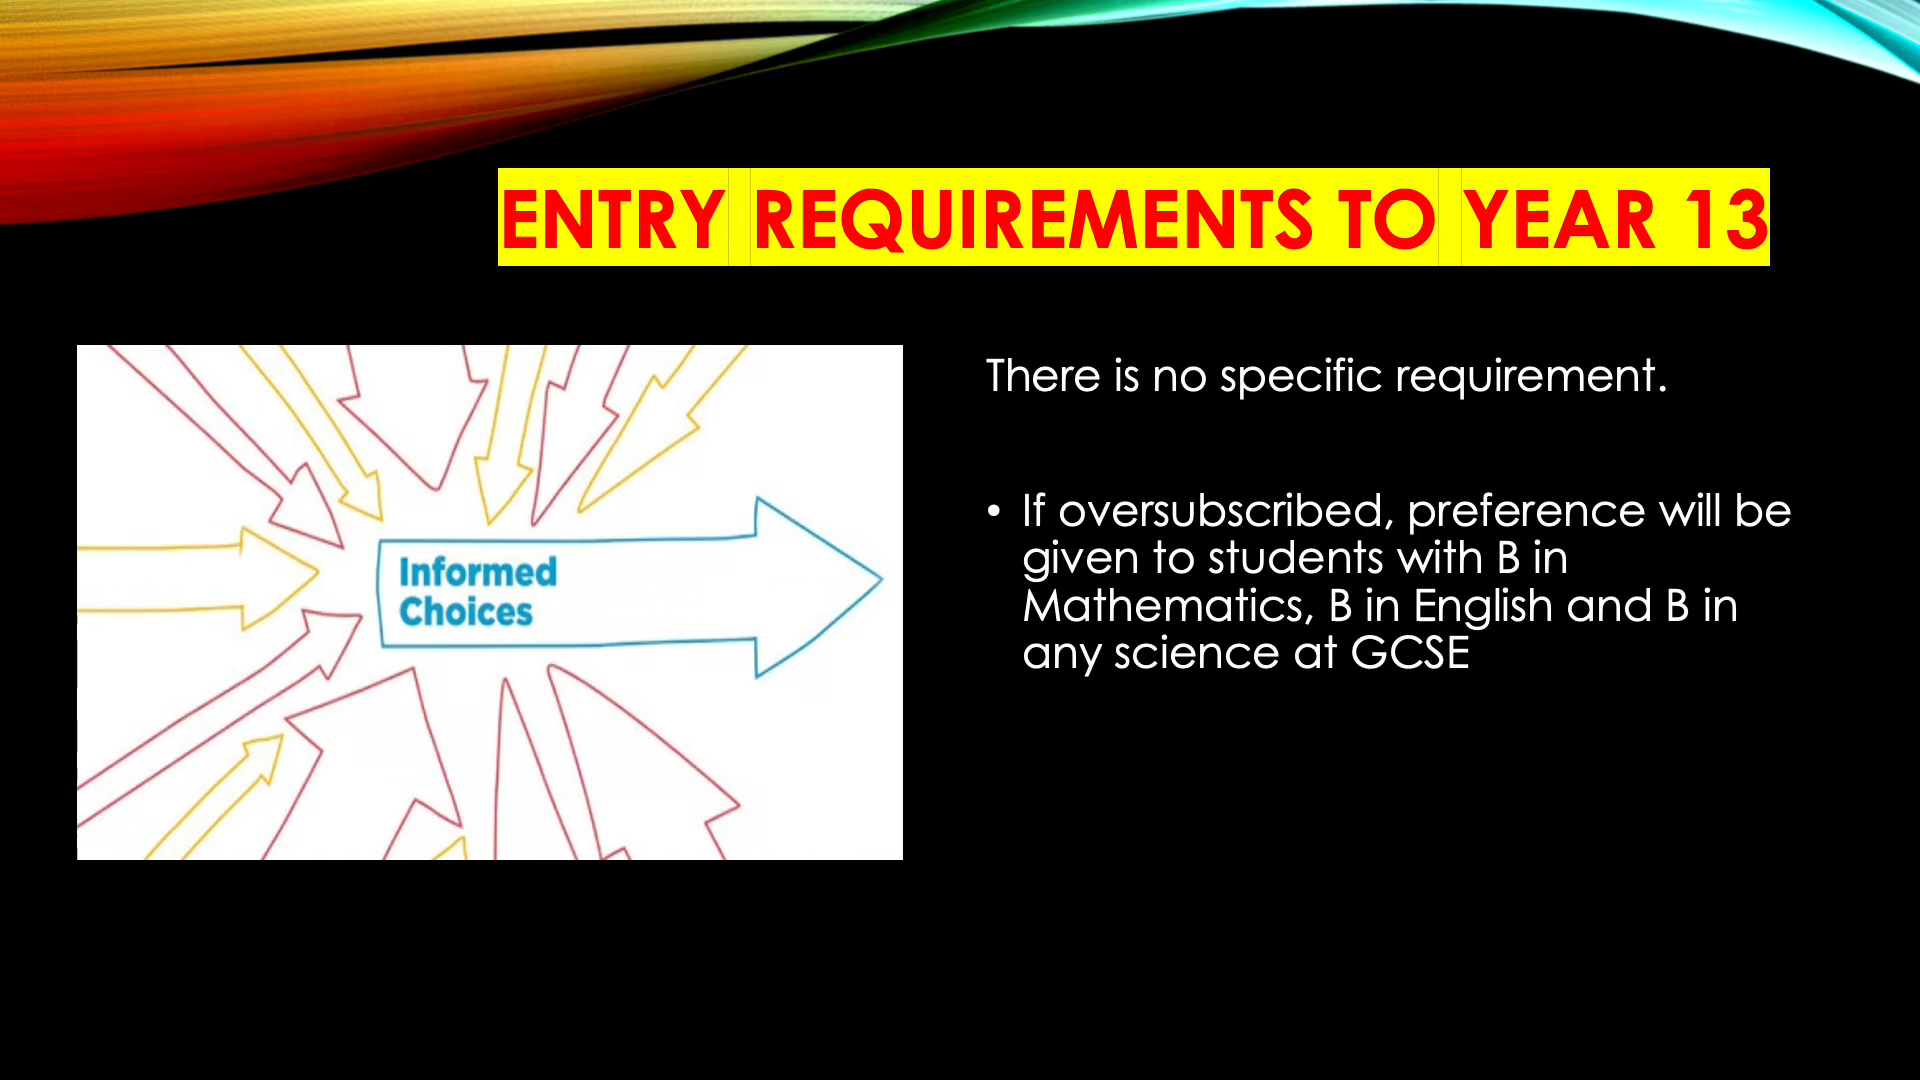 ENTRY REQUIREMENTS TO YEAR 13
Informed
Choices
There is no specific requirement.
• If oversubscribed, preference will be
given to students with B in
Mathematics, B in English and B in
any science at GCSE